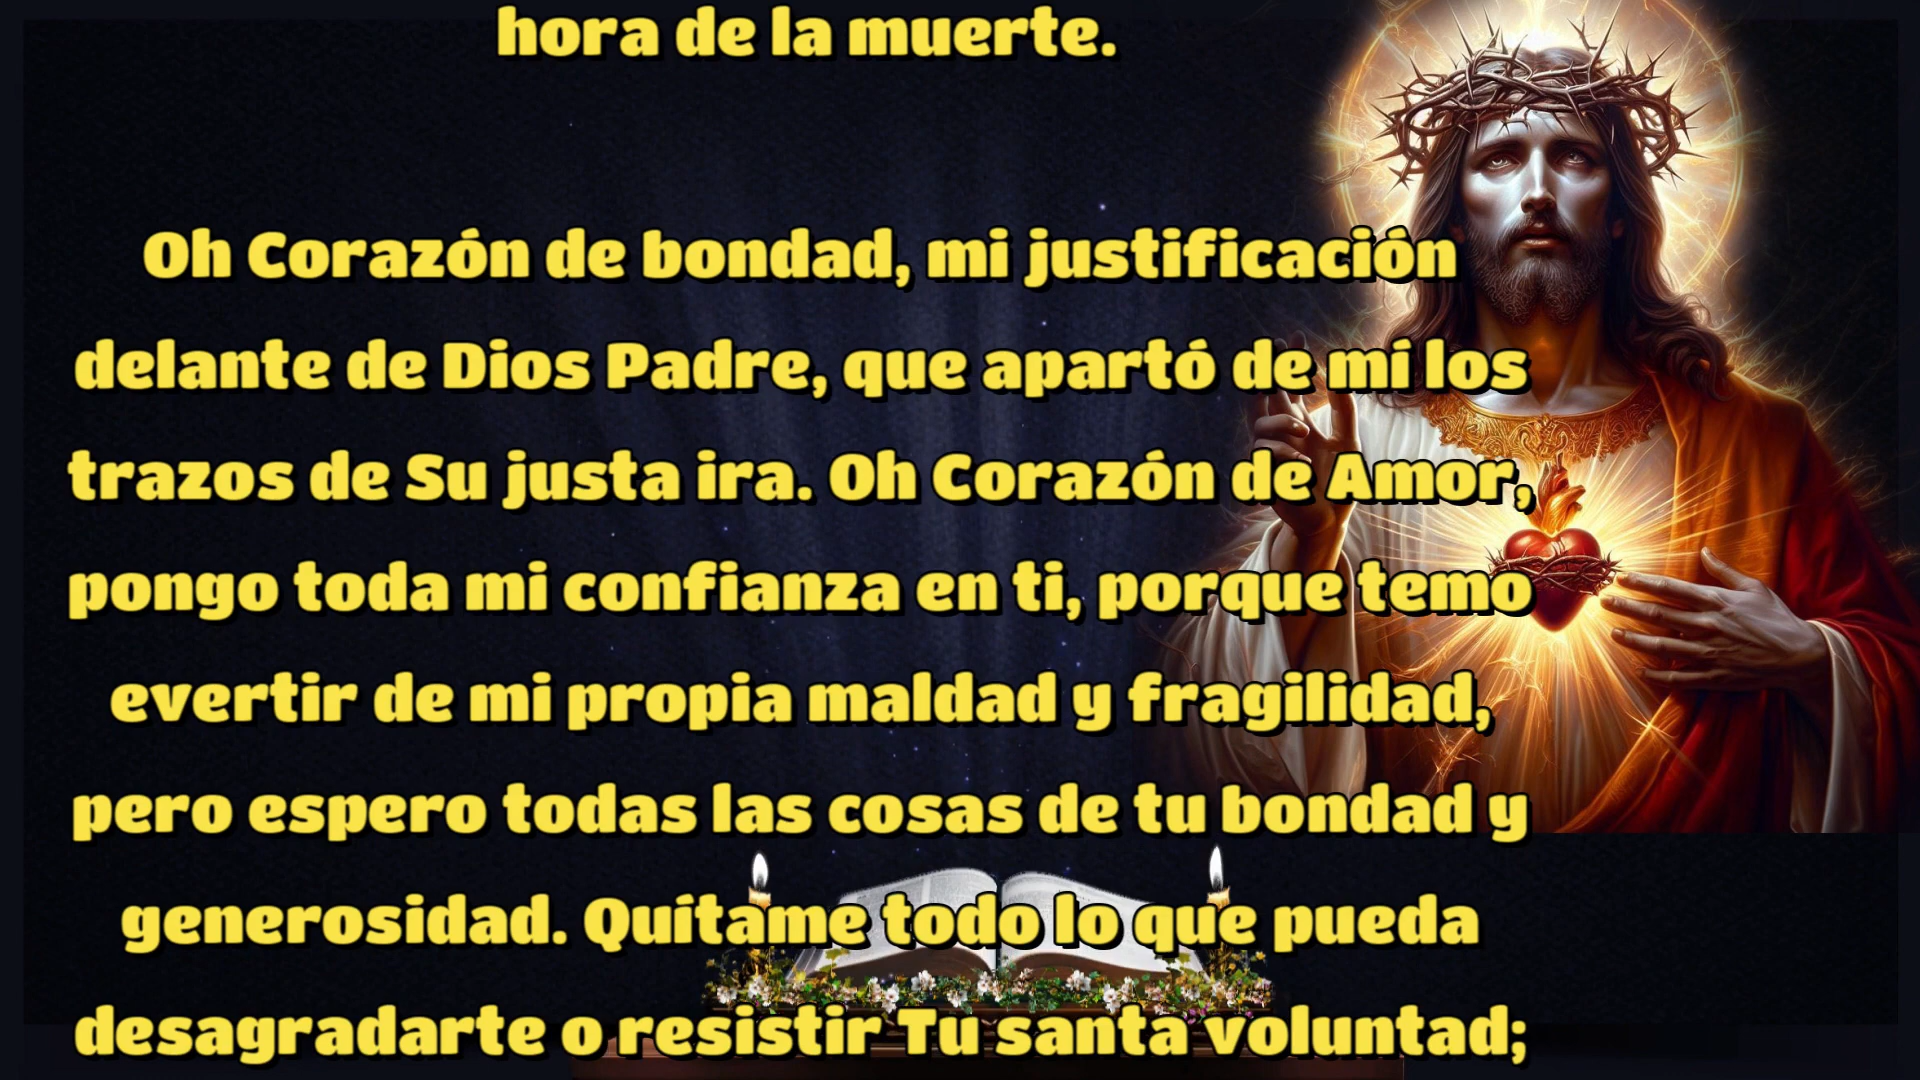 hora de la muerte.
Oh Corazón de bondad, mi justificación
delante de Dios Padre, que apartó de mí los
trazos de Su justa ira. Oh Corazón de Amor,
pongo toda mi confianza en ti, porque temo
evertir de mi propia maldad y fragilidad,
pero espero todas las cosas de tu bondad y
generosidad. Quítame todo lo que pueda
desagradarte o resistir Tu santa voluntad;